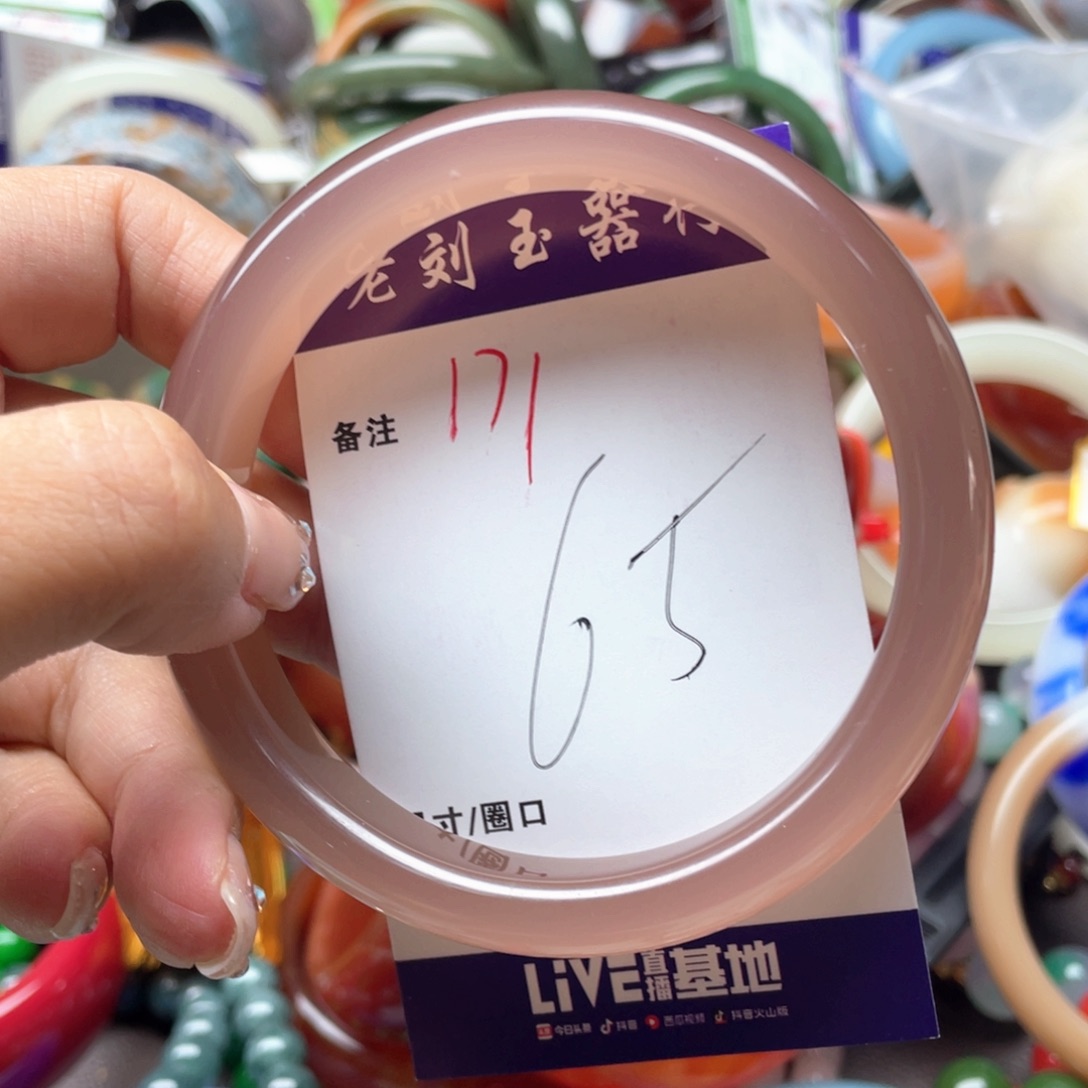 老刘玉器行
171
备注
65
寸/圈口
LiVE直播基地
今日头条 抖音 西瓜视频 抖音火山版